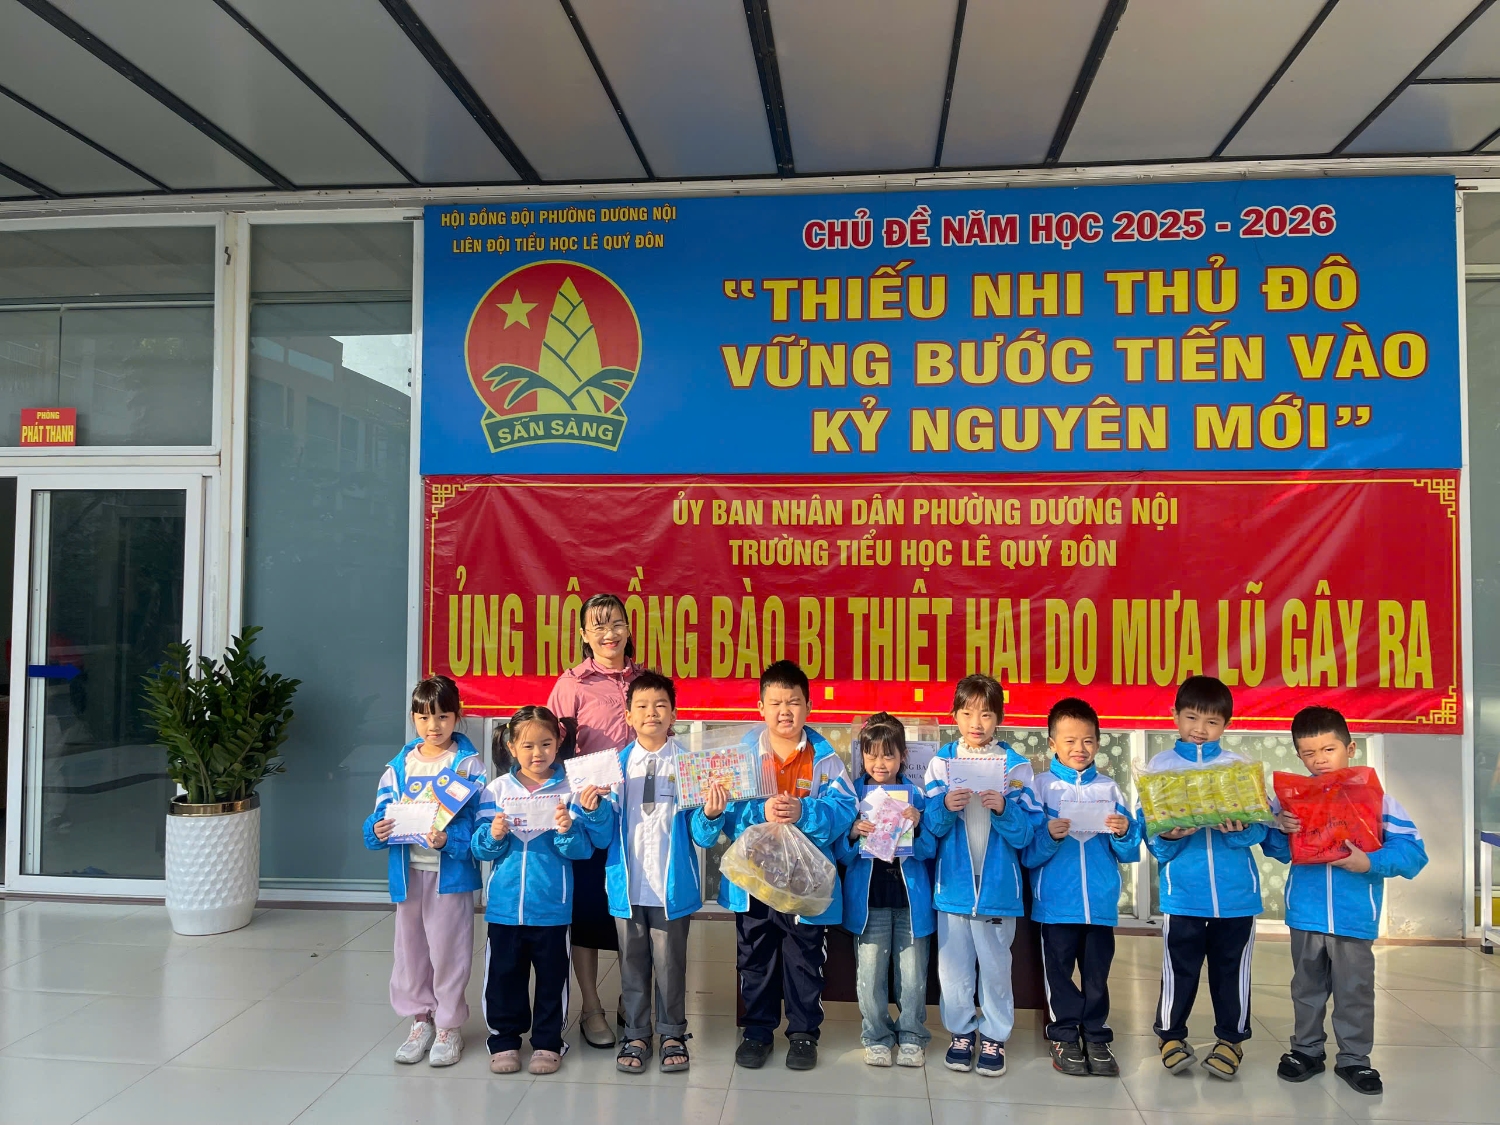 HỘI ĐỒNG ĐỘI PHƯỜNG DƯƠNG NỘI
LIÊN ĐỘI TIỂU HỌC LÊ QUÝ ĐÔN
SẴN SÀNG
CHỦ ĐỀ NĂM HỌC 2025 - 2026
“THIẾU NHI THỦ ĐÔ
VỮNG BƯỚC TIẾN VÀO
KỶ NGUYÊN MỚI”
PHÒNG
PHÁT THANH
ỦY BAN NHÂN DÂN PHƯỜNG DƯƠNG NỘI
TRƯỜNG TIỂU HỌC LÊ QUÝ ĐÔN
ỦNG HỘ ĐỒNG BÀO BỊ THIỆT HẠI DO MƯA LŨ GÂY RA